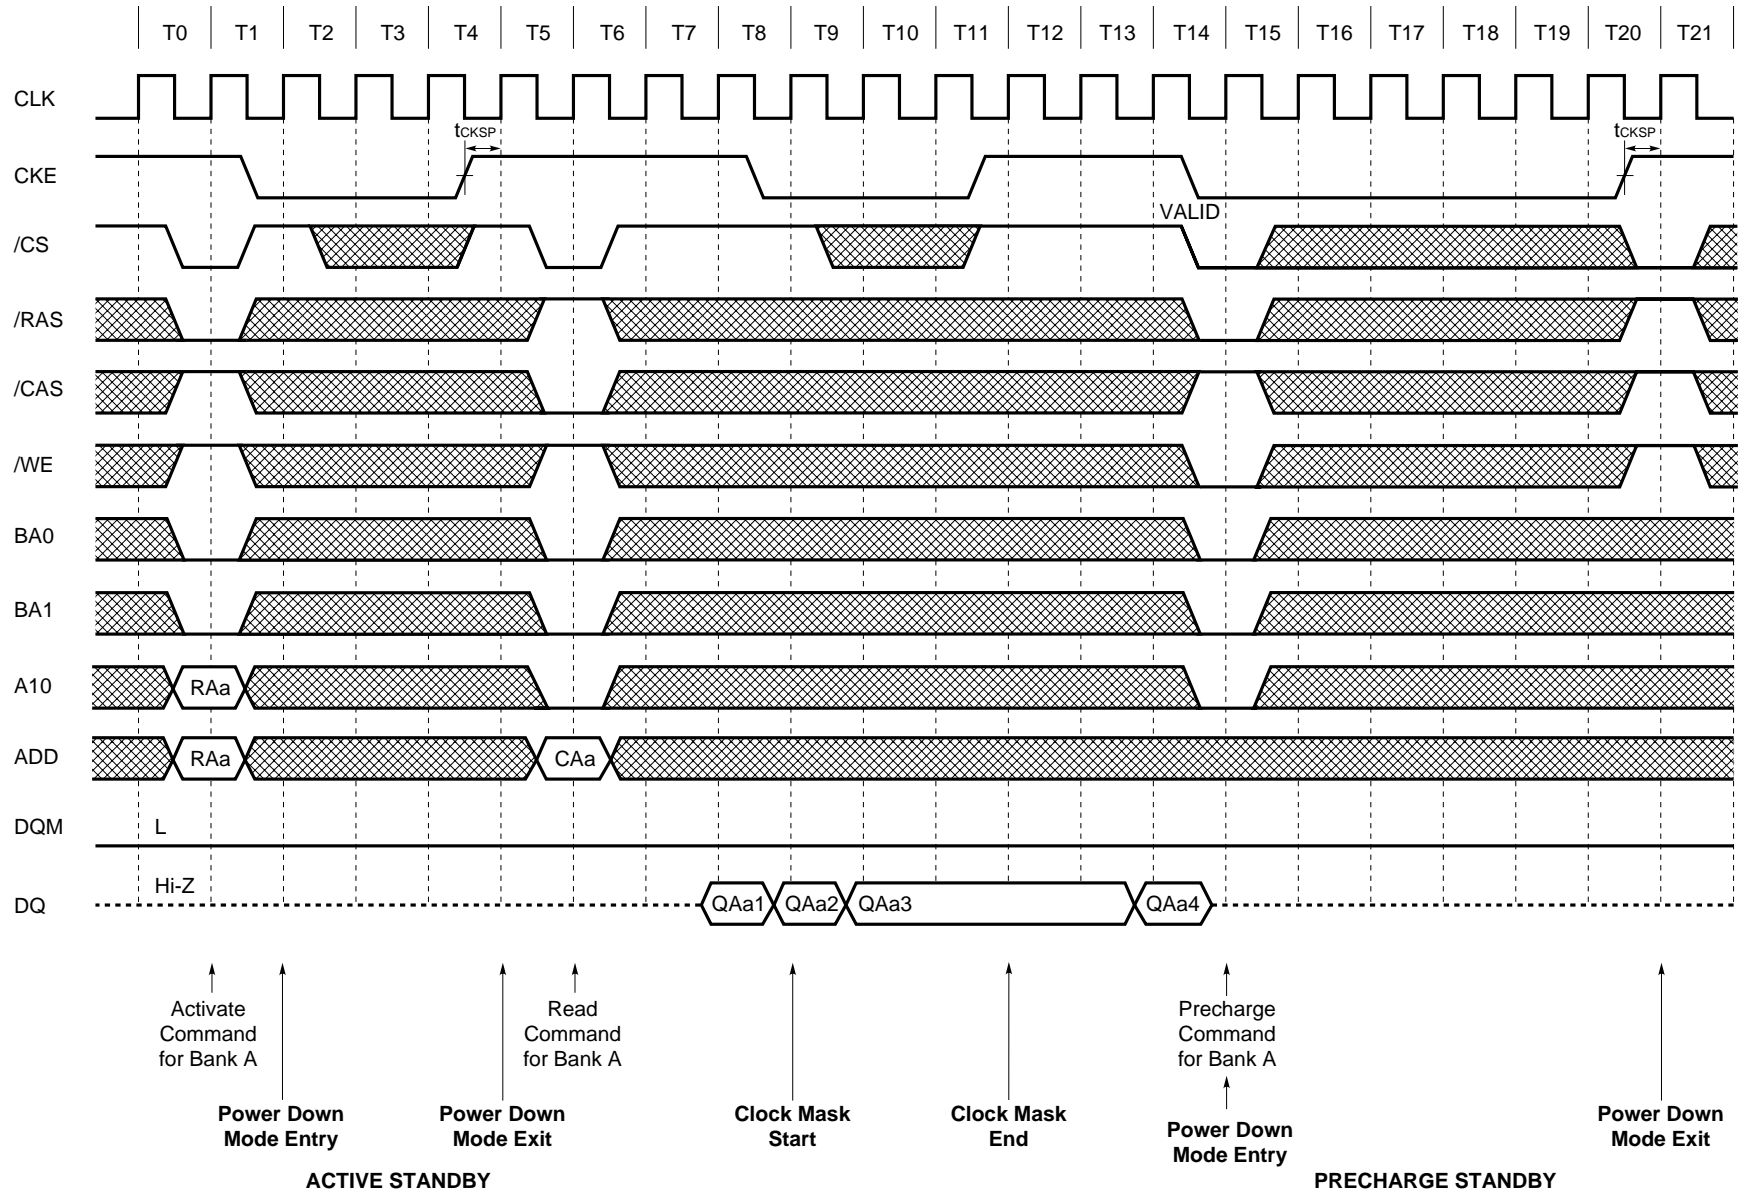 T0 T1 T2 T3 T4 T5 T6 T7 T8 T9 T10 T11 T12 T13 T14 T15 T16 T17 T18 T19 T20 T21
CLK
tCKSP tCKSP
CKE
VALID
/CS
/RAS
/CAS
/WE
BA0
BA1
A10 RAa
ADD RAa CAa
DQM L
Hi-Z
DQ QAa1 QAa2 QAa3 QAa4
Activate
Command
for Bank A
Read
Command
for Bank A
Precharge
Command
for Bank A
Power Down
Mode Entry
Power Down
Mode Exit
Clock Mask
Start
Clock Mask
End
Power Down
Mode Entry
Power Down
Mode Exit
ACTIVE STANDBY
PRECHARGE STANDBY